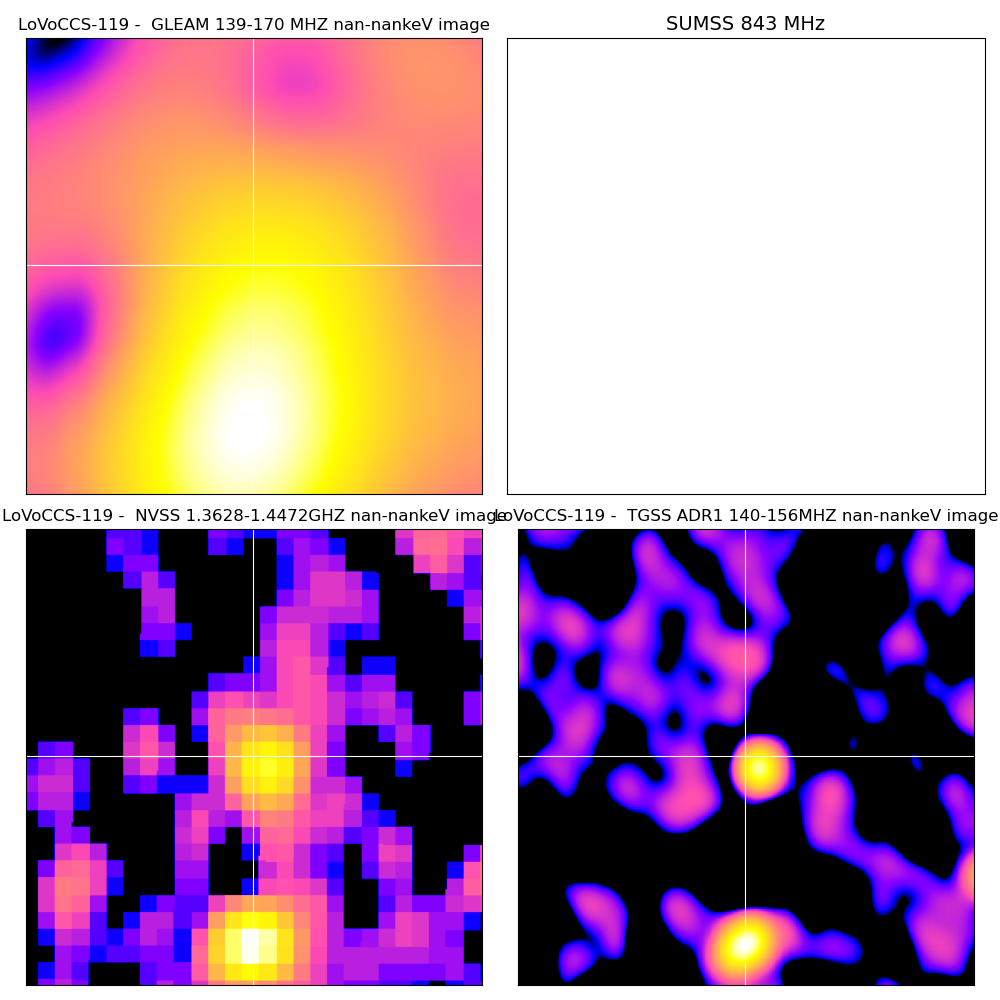 LoVoCCS-119 -  GLEAM 139-170 MHZ nan-nankeV image
SUMSS 843 MHz
LoVoCCS-119 -  NVSS 1.3628-1.4472GHZ nan-nankeV image
LoVoCCS-119 -  TGSS ADR1 140-156MHZ nan-nankeV image